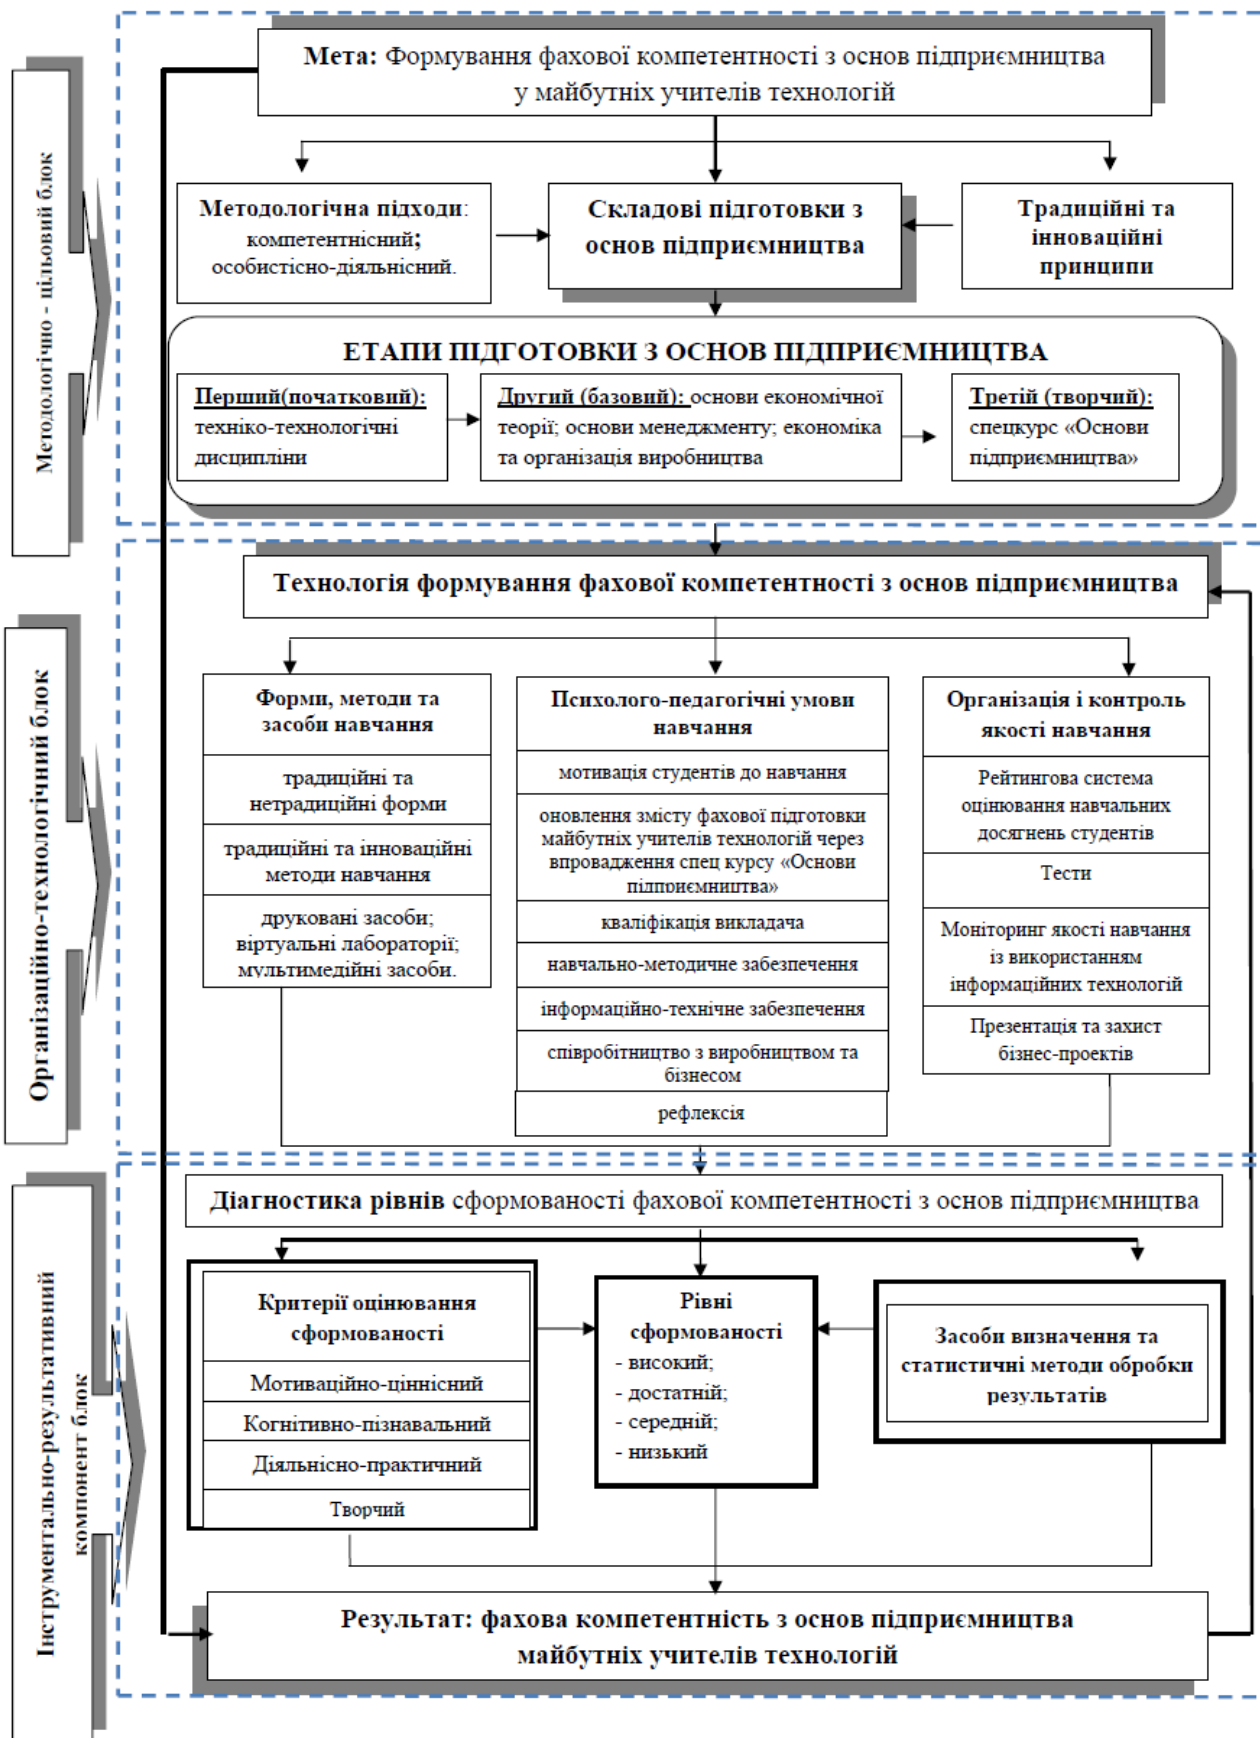 Методологічно - цільовий блок
Мета: Формування фахової компетентності з основ підприємництва
у майбутніх учителів технологій
Методологічна підходи:
компетентнісний;
особистісно-діяльнісний.
Складові підготовки з
основ підприємництва
Традиційні та
інноваційні
принципи
ЕТАПИ ПІДГОТОВКИ З ОСНОВ ПІДПРИЄМНИЦТВА
Перший(початковий):
техніко-технологічні
дисципліни
Другий (базовий): основи економічної
теорії; основи менеджменту; економіка
та організація виробництва
Третій (творчий):
спецкурс «Основи
підприємництва»
Організаційно-технологічний блок
Технологія формування фахової компетентності з основ підприємництва
Форми, методи та
засоби навчання
традиційні та
нетрадиційні форми
традиційні та інноваційні
методи навчання
друковані засоби;
віртуальні лабораторії;
мультимедійні засоби.
Психолого-педагогічні умови
навчання
мотивація студентів до навчання
оновлення змісту фахової підготовки
майбутніх учителів технологій через
впровадження спец курсу «Основи
підприємництва»
кваліфікація викладача
навчально-методичне забезпечення
інформаційно-технічне забезпечення
співробітництво з виробництвом та
бізнесом
рефлексія
Організація і контроль
якості навчання
Рейтингова система
оцінювання навчальних
досягнень студентів
Тести
Моніторинг якості навчання
із використанням
інформаційних технологій
Презентація та захист
бізнес-проектів
Інструментально-результативний
компонент блок
Діагностика рівнів сформованості фахової компетентності з основ підприємництва
Критерії оцінювання
сформованості
Мотиваційно-ціннісний
Когнітивно-пізнавальний
Діяльнісно-практичний
Творчий
Рівні
сформованості
- високий;
- достатній;
- середній;
- низький
Засоби визначення та
статистичні методи обробки
результатів
Результат: фахова компетентність з основ підприємництва
майбутніх учителів технологій